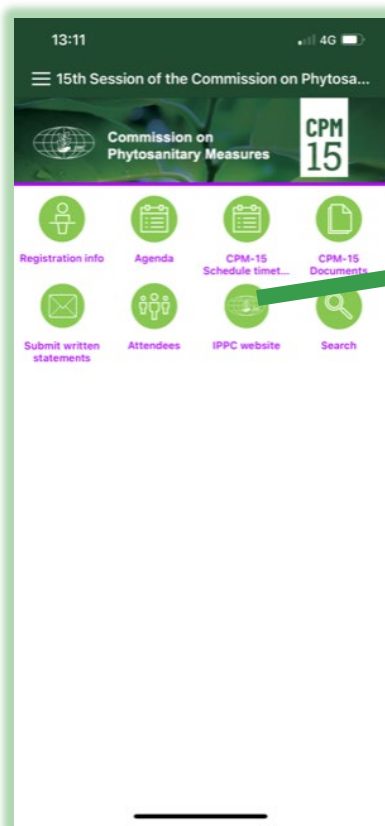 13:11
4G
15th Session of the Commission on Phytosa...
Commission on
Phytosanitary Measures
CPM
15
Registration info
Agenda
CPM-15
Schedule timet...
CPM-15
Documents
Submit written
statements
Attendees
IPPC website
Search